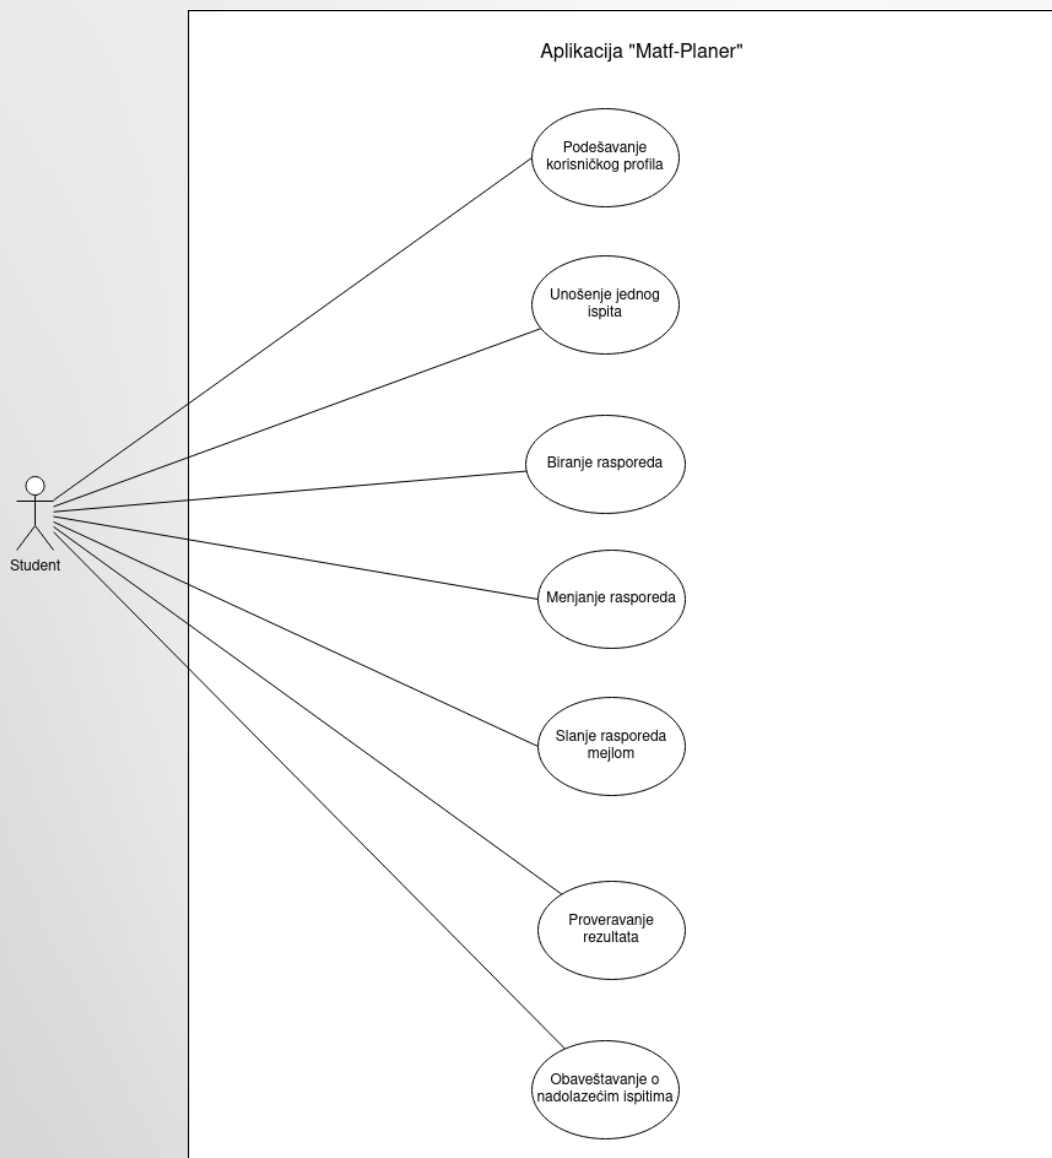 Aplikacija "Matf-Planer"
Podešavanje
korisničkog profila
Unošenje jednog
ispita
Biranje rasporeda
Student
Menjanje rasporeda
Slanje rasporeda
mejlom
Proveravanje
rezultata
Obaveštavanje o
nadolazećim ispitima